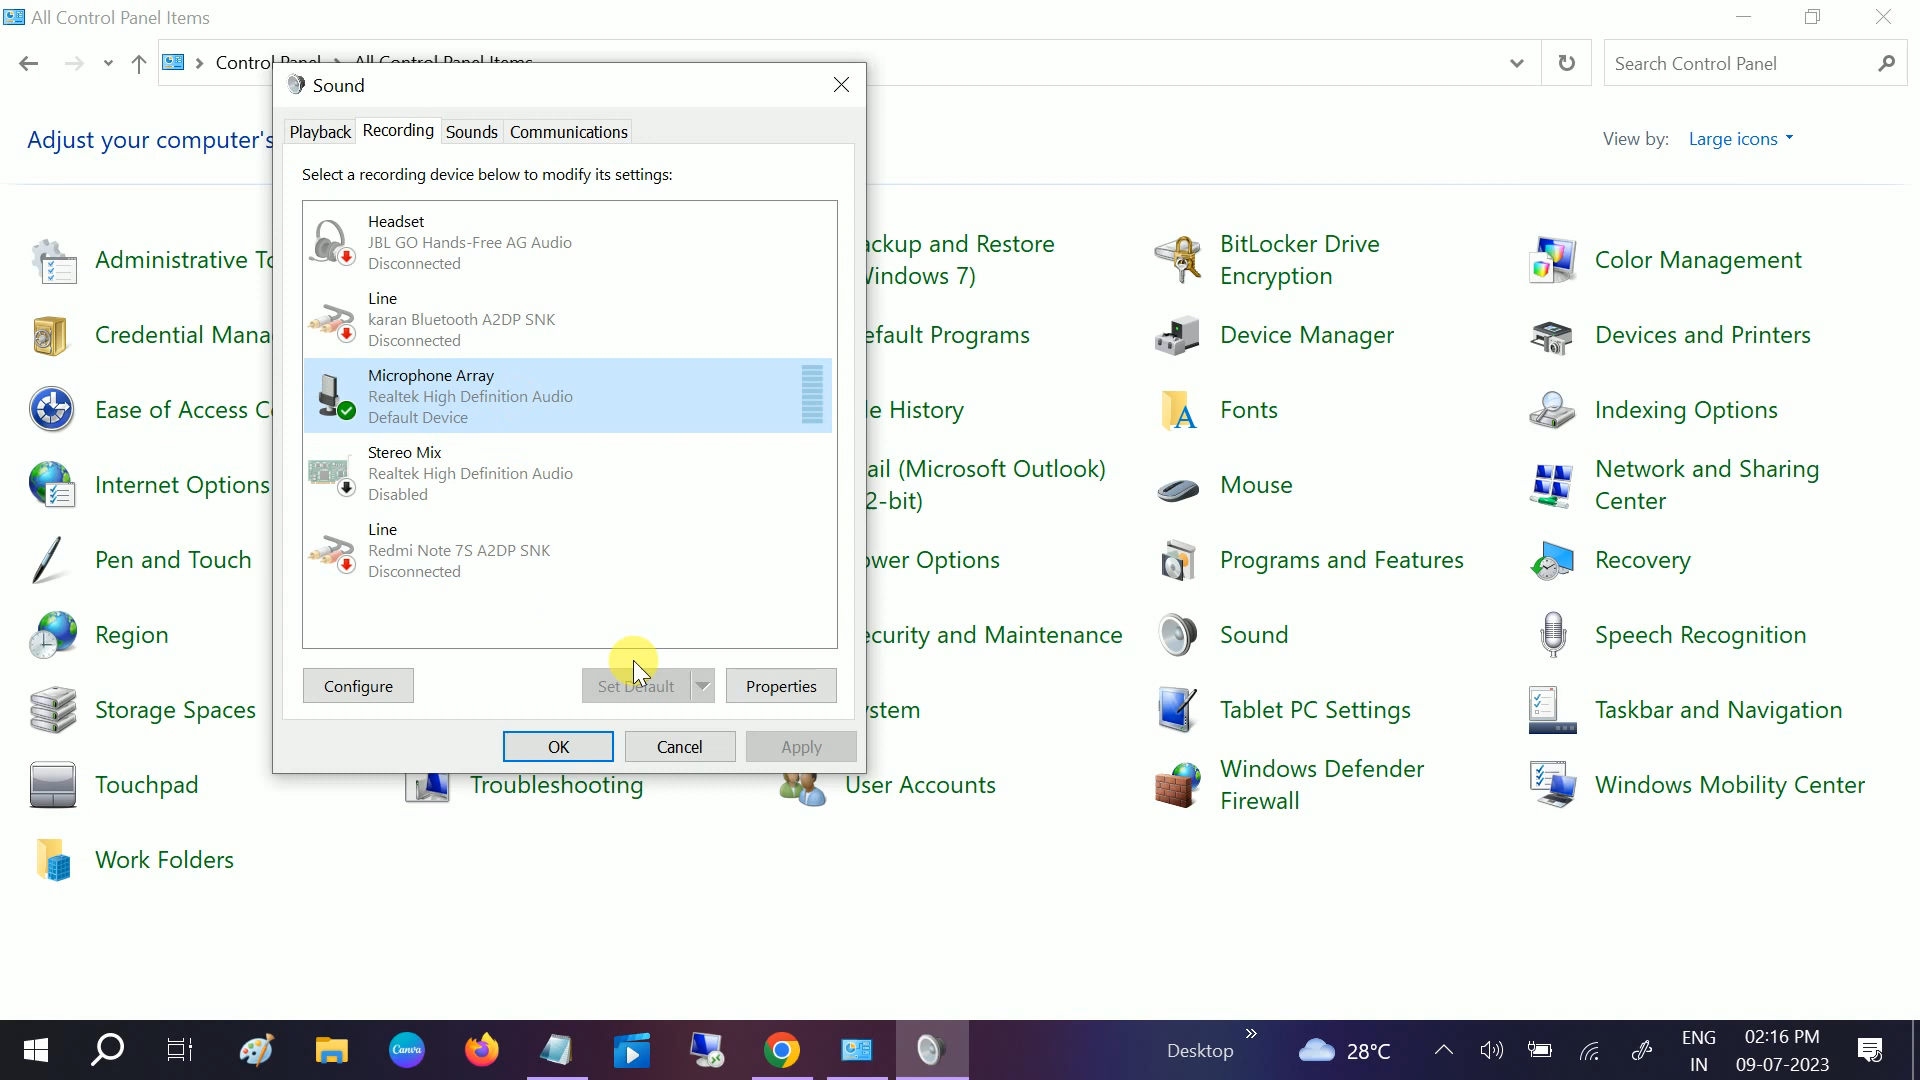 All Control Panel Items
Control Panel > All Control Panel Items
Search Control Panel
Sound
Adjust your computer's
View by: Large icons
Playback
Recording
Sounds
Communications
Select a recording device below to modify its settings:
Headset
JBL GO Hands-Free AG Audio
Disconnected
Line
karan Bluetooth A2DP SNK
Disconnected
Microphone Array
Realtek High Definition Audio
Default Device
Stereo Mix
Realtek High Definition Audio
Disabled
Line
Redmi Note 7S A2DP SNK
Disconnected
Configure
Set Default
Properties
OK
Cancel
Apply
Administrative To
ackup and Restore
Windows 7)
BitLocker Drive
Encryption
Color Management
Credential Mana
efault Programs
Device Manager
Devices and Printers
Ease of Access C
le History
Fonts
Indexing Options
Internet Options
ail (Microsoft Outlook)
2-bit)
Mouse
Network and Sharing
Center
Pen and Touch
ower Options
Programs and Features
Recovery
Region
ecurity and Maintenance
Sound
Speech Recognition
Storage Spaces
stem
Tablet PC Settings
Taskbar and Navigation
Touchpad
Troubleshooting
User Accounts
Windows Defender
Firewall
Windows Mobility Center
Work Folders
Canva
Desktop
28°C
ENG
IN
02:16 PM
09-07-2023